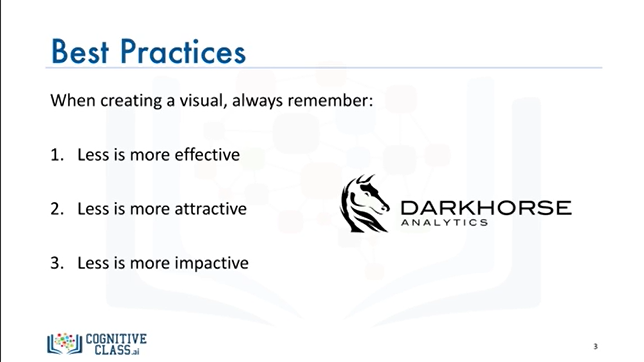 Best Practices
When creating a visual, always remember:
1. Less is more effective
2. Less is more attractive
DARKHORSE
ANALYTICS
3. Less is more impactive
COGNITIVE
CLASS.ai
3